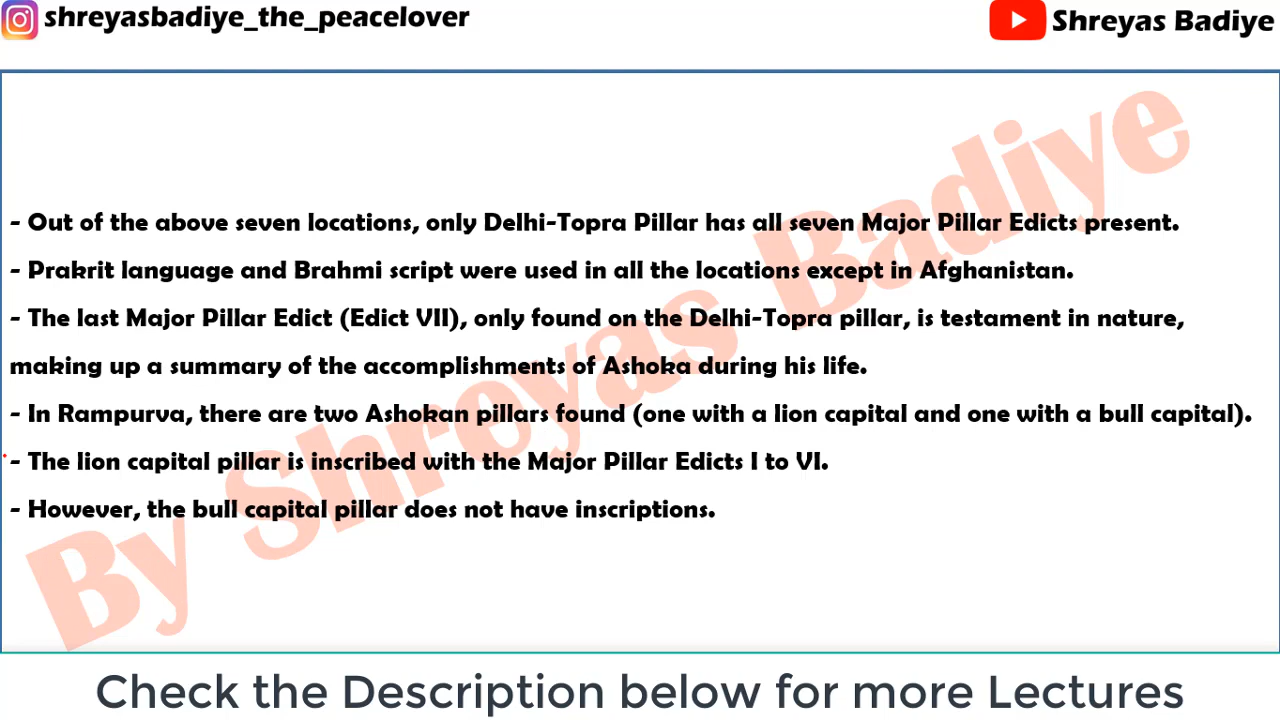 shreyasbadiye_the_peacelover
Shreyas Badiye
- Out of the above seven locations, only Delhi-Topra Pillar has all seven Major Pillar Edicts present.
- Prakrit language and Brahmi script were used in all the locations except in Afghanistan.
- The last Major Pillar Edict (Edict VII), only found on the Delhi-Topra pillar, is testament in nature,
making up a summary of the accomplishments of Ashoka during his life.
- In Rampurva, there are two Ashokan pillars found (one with a lion capital and one with a bull capital).
- The lion capital pillar is inscribed with the Major Pillar Edicts I to VI.
- However, the bull capital pillar does not have inscriptions.
By Shreyas Badiye
Check the Description below for more Lectures